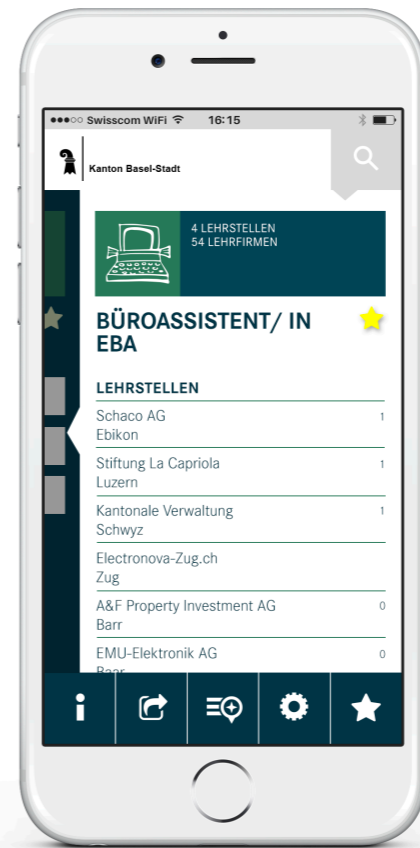 Swisscom WiFi 16:15
Kanton Basel-Stadt
4 LEHRSTELLEN
54 LEHRFIRMEN
BÜROASSISTENT/ IN
EBA
LEHRSTELLEN
Schaco AG 1
Ebikon
Stiftung La Capriola 1
Luzern
Kantonale Verwaltung 1
Schwyz
Electronova-Zug.ch
Zug
A&F Property Investment AG 0
Barr
EMU-Elektronik AG 0
Baar